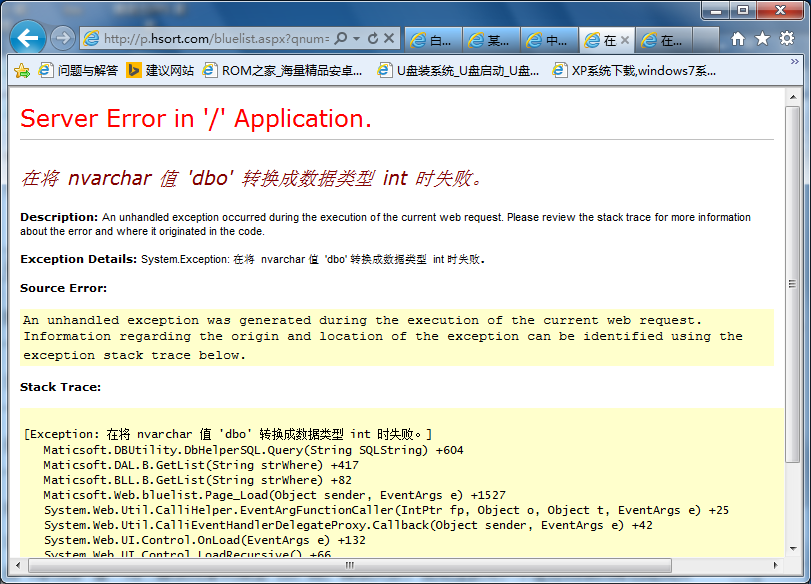 http://p.hsort.com/bluelist.aspx?qnum=
白... 某... 中... 在 在...
问题与解答 建议网站 ROM之家_海量精品安卓... U盘装系统_U盘启动_U盘... XP系统下载,windows7系...
Server Error in '/' Application.
在将 nvarchar 值 'dbo' 转换成数据类型 int 时失败。
Description: An unhandled exception occurred during the execution of the current web request. Please review the stack trace for more information
about the error and where it originated in the code.
Exception Details: System.Exception: 在将 nvarchar 值 'dbo' 转换成数据类型 int 时失败。
Source Error:
An unhandled exception was generated during the execution of the current web request.
Information regarding the origin and location of the exception can be identified using the
exception stack trace below.
Stack Trace:
[Exception: 在将 nvarchar 值 'dbo' 转换成数据类型 int 时失败。]
Maticsoft.DBUtility.DbHelperSQL.Query(String SQLString) +604
Maticsoft.DAL.B.GetList(String strWhere) +417
Maticsoft.BLL.B.GetList(String strWhere) +82
Maticsoft.Web.bluelist.Page_Load(Object sender, EventArgs e) +1527
System.Web.Util.CalliHelper.EventArgFunctionCaller(IntPtr fp, Object o, Object t, EventArgs e) +25
System.Web.Util.CalliEventHandlerDelegateProxy.Callback(Object sender, EventArgs e) +42
System.Web.UI.Control.OnLoad(EventArgs e) +132
System.Web.UI.Control.LoadRecursive() +66